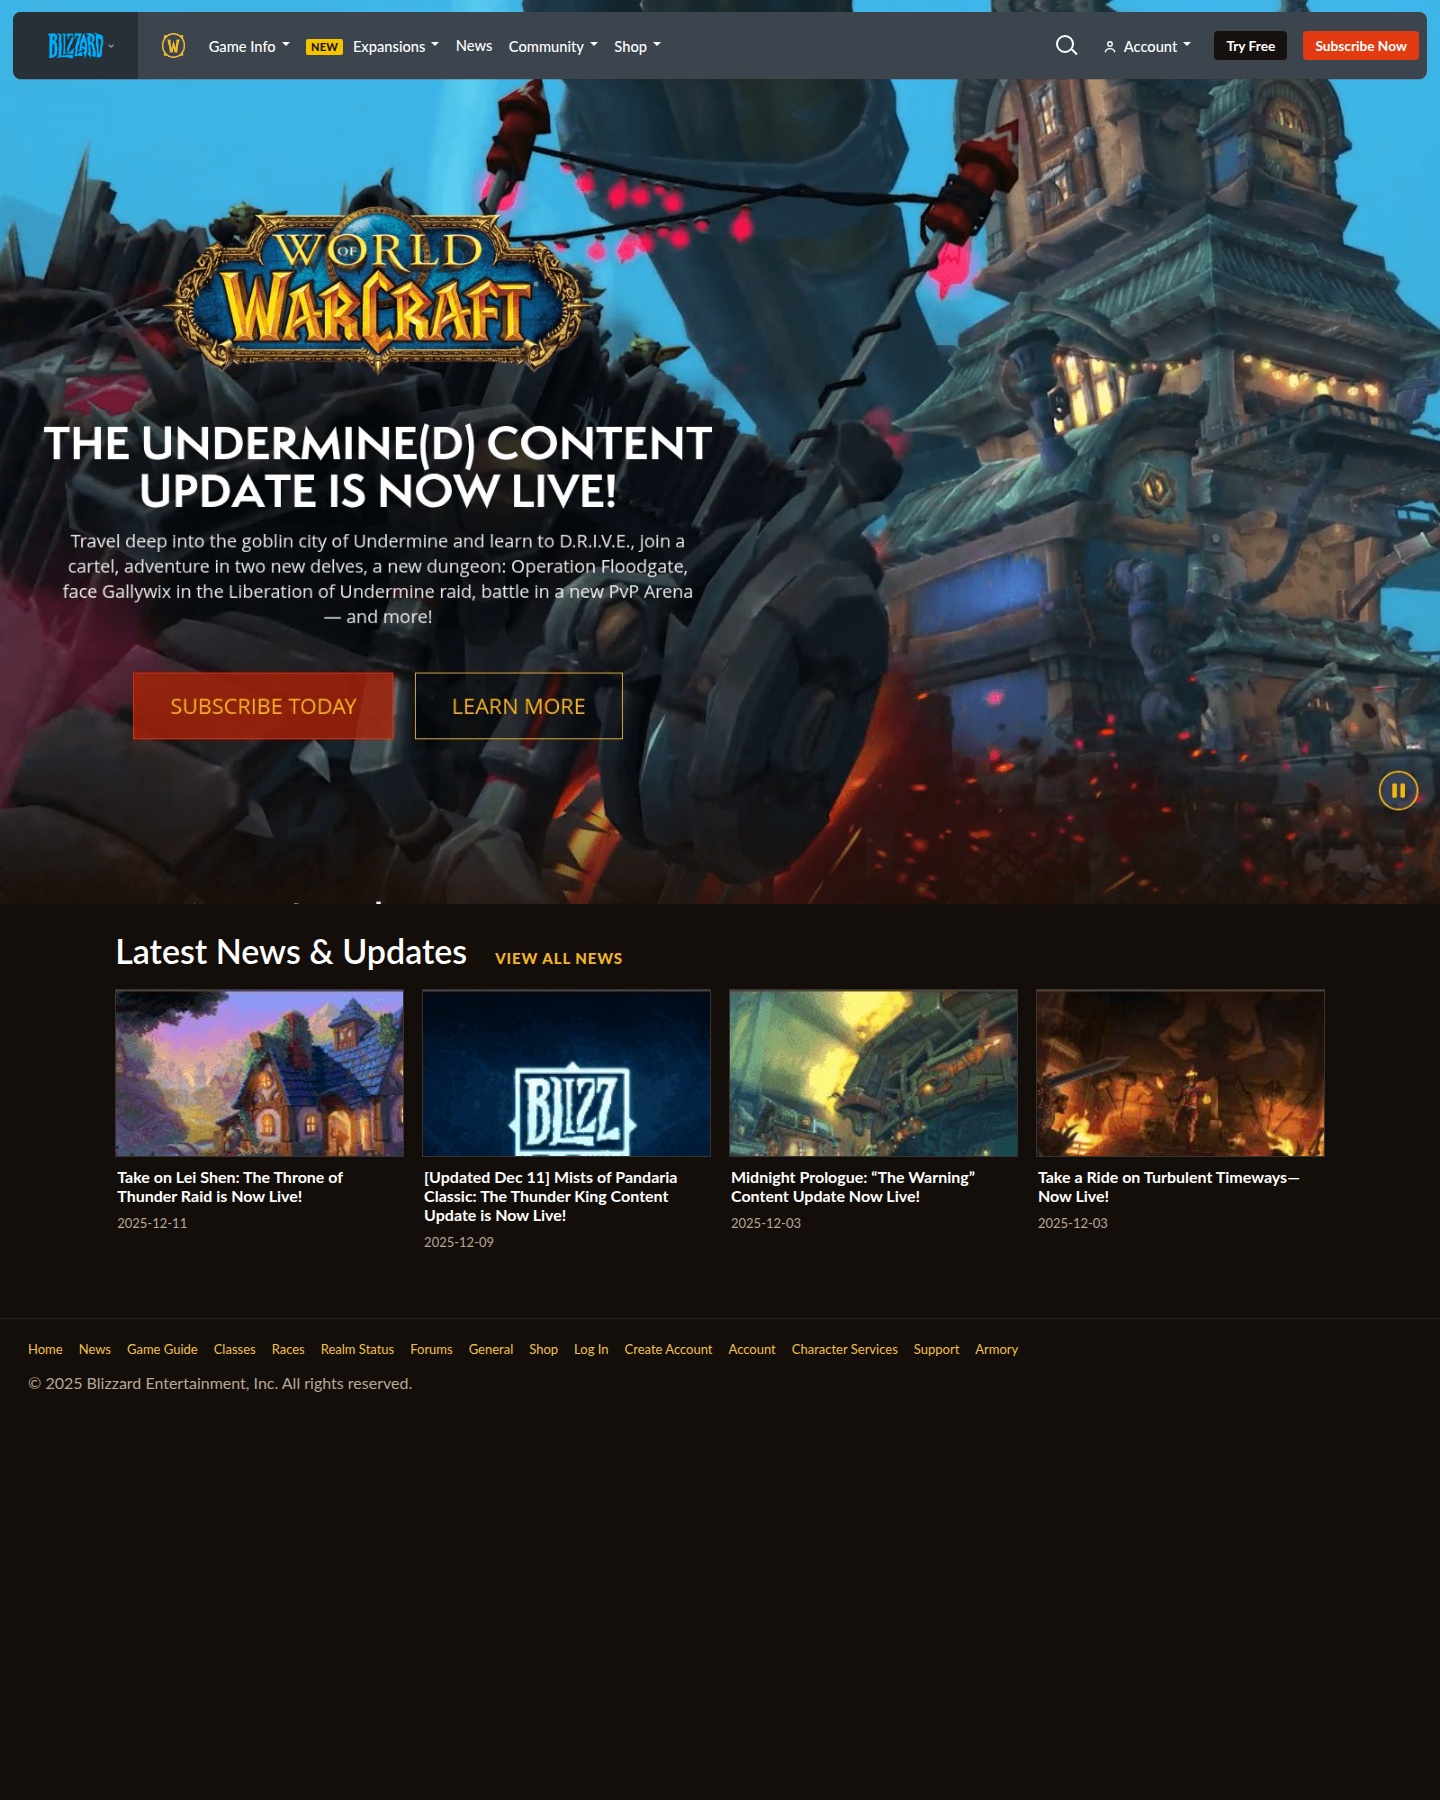 BLIZZARD
W
Game Info
NEW
Expansions
News
Community
Shop
Account
Try Free
Subscribe Now
WORLD
OF
WARCRAFT
THE UNDERMINE(D) CONTENT
UPDATE IS NOW LIVE!
Travel deep into the goblin city of Undermine and learn to D.R.I.V.E., join a
cartel, adventure in two new delves, a new dungeon: Operation Floodgate,
face Gallywix in the Liberation of Undermine raid, battle in a new PvP Arena
— and more!
SUBSCRIBE TODAY
LEARN MORE
Latest News & Updates
VIEW ALL NEWS
BLIZZ
Take on Lei Shen: The Throne of
Thunder Raid is Now Live!
2025-12-11
[Updated Dec 11] Mists of Pandaria
Classic: The Thunder King Content
Update is Now Live!
2025-12-09
Midnight Prologue: “The Warning”
Content Update Now Live!
2025-12-03
Take a Ride on Turbulent Timeways—
Now Live!
2025-12-03
Home News Game Guide Classes Races Realm Status Forums General Shop Log In Create Account Account Character Services Support Armory
© 2025 Blizzard Entertainment, Inc. All rights reserved.